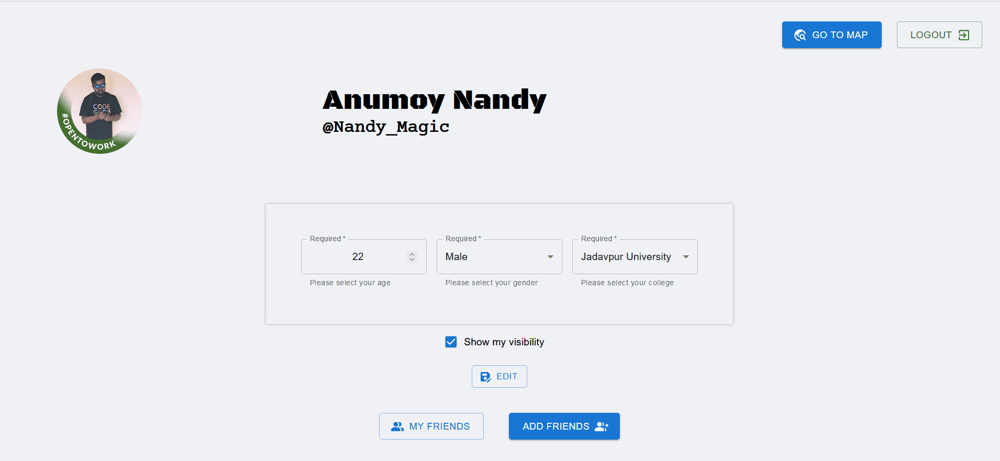 GO TO MAP
LOGOUT
CODE
#OPENTOWORK
Anumoy Nandy
@Nandy_Magic
Required *
Required *
Required *
22
Male
Jadavpur University
Please select your age
Please select your gender
Please select your college
Show my visibility
EDIT
MY FRIENDS
ADD FRIENDS